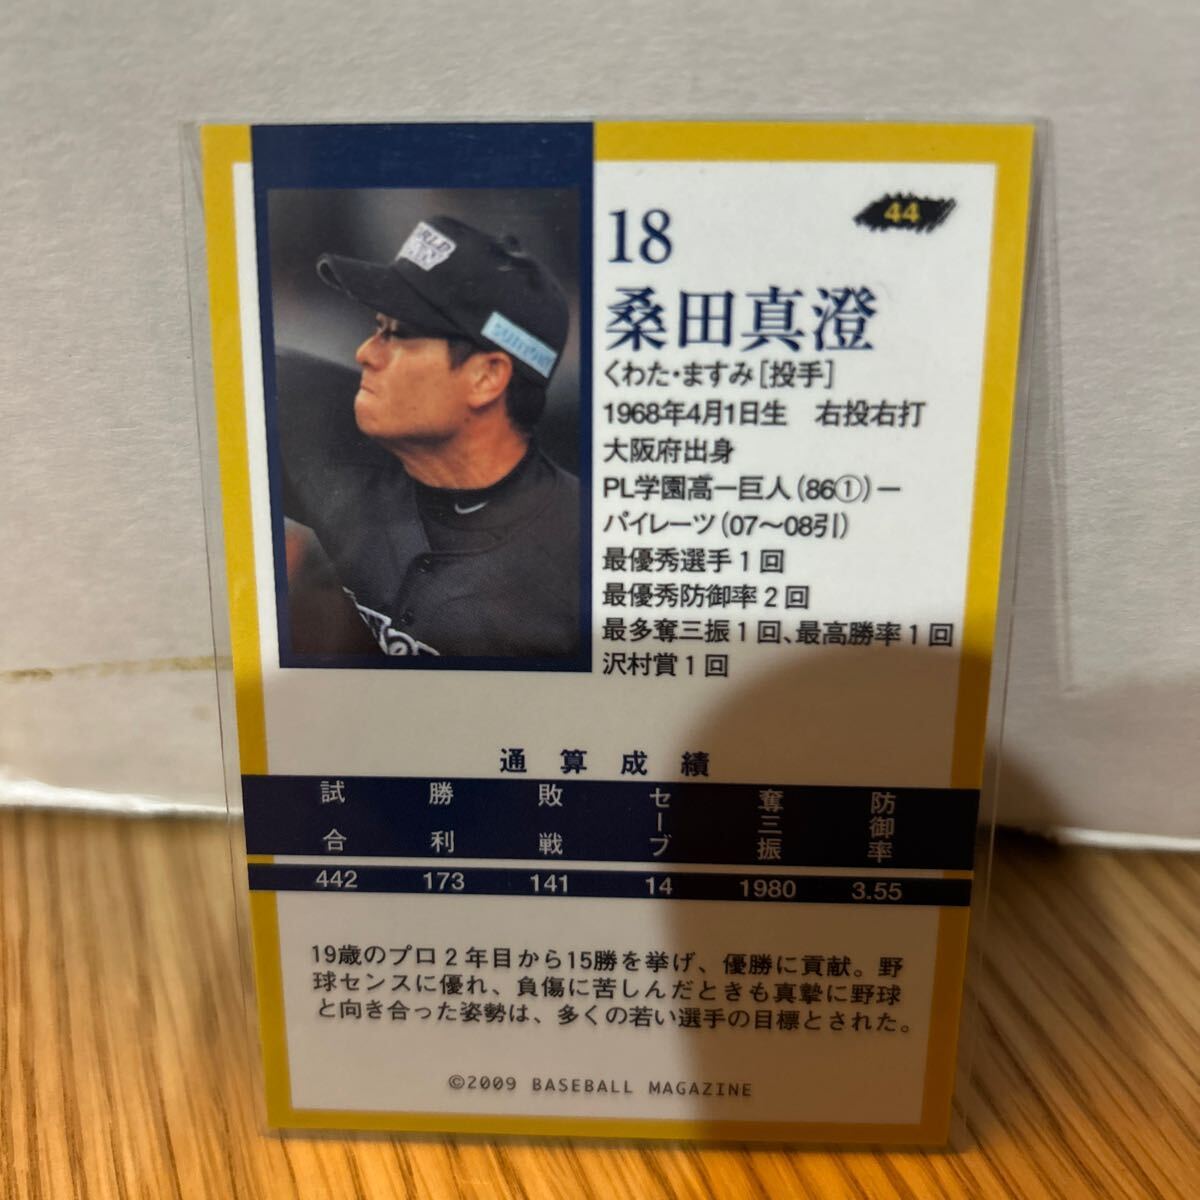 44
18
桑田真澄
くわた・ますみ[投手]
1968年4月1日生　右投右打
大阪府出身
PL学園高ー巨人(86①)ー
パイレーツ(07〜08引)
最優秀選手1回
最優秀防御率2回
最多奪三振1回、最高勝率1回
沢村賞1回
通算成績
試合 勝利 敗戦 セーブ 奪三振 防御率
442 173 141 14 1980 3.55
19歳のプロ2年目から15勝を挙げ、優勝に貢献。野
球センスに優れ、負傷に苦しんだときも真摯に野球
と向き合った姿勢は、多くの若い選手の目標とされた。
©2009 BASEBALL MAGAZINE